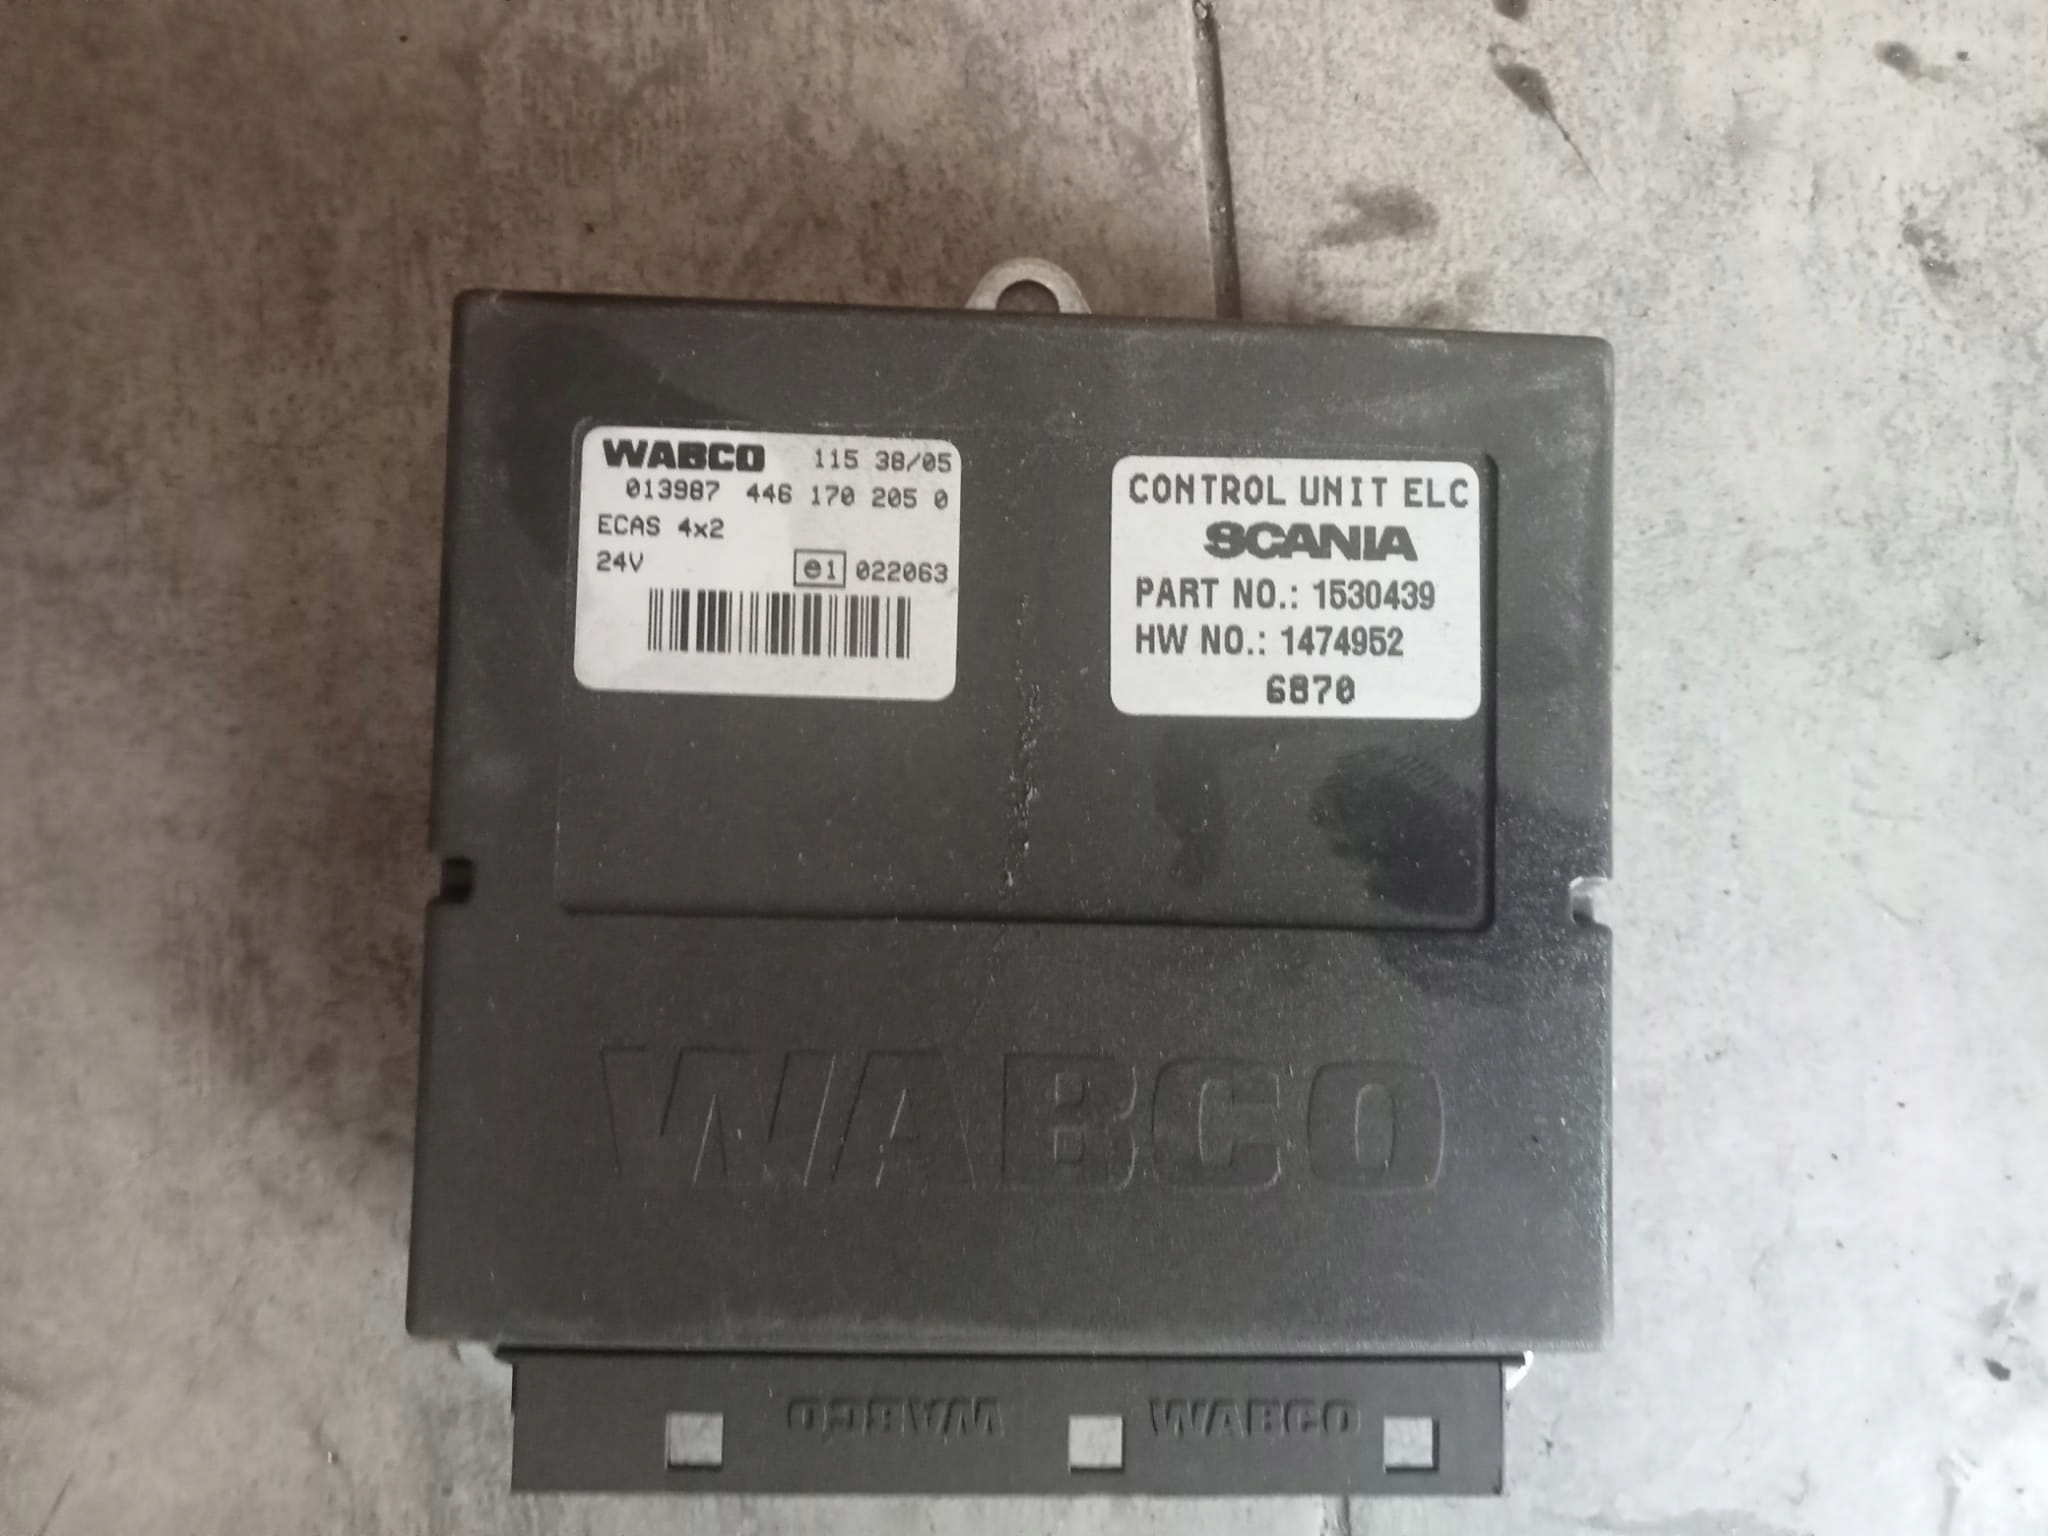 WABCO 115 38/05
013987 446 170 205 0
ECAS 4x2
24V e1 022063
CONTROL UNIT ELC
SCANIA
PART NO.: 1530439
HW NO.: 1474952
6870
WABCO
WABCO WABCO